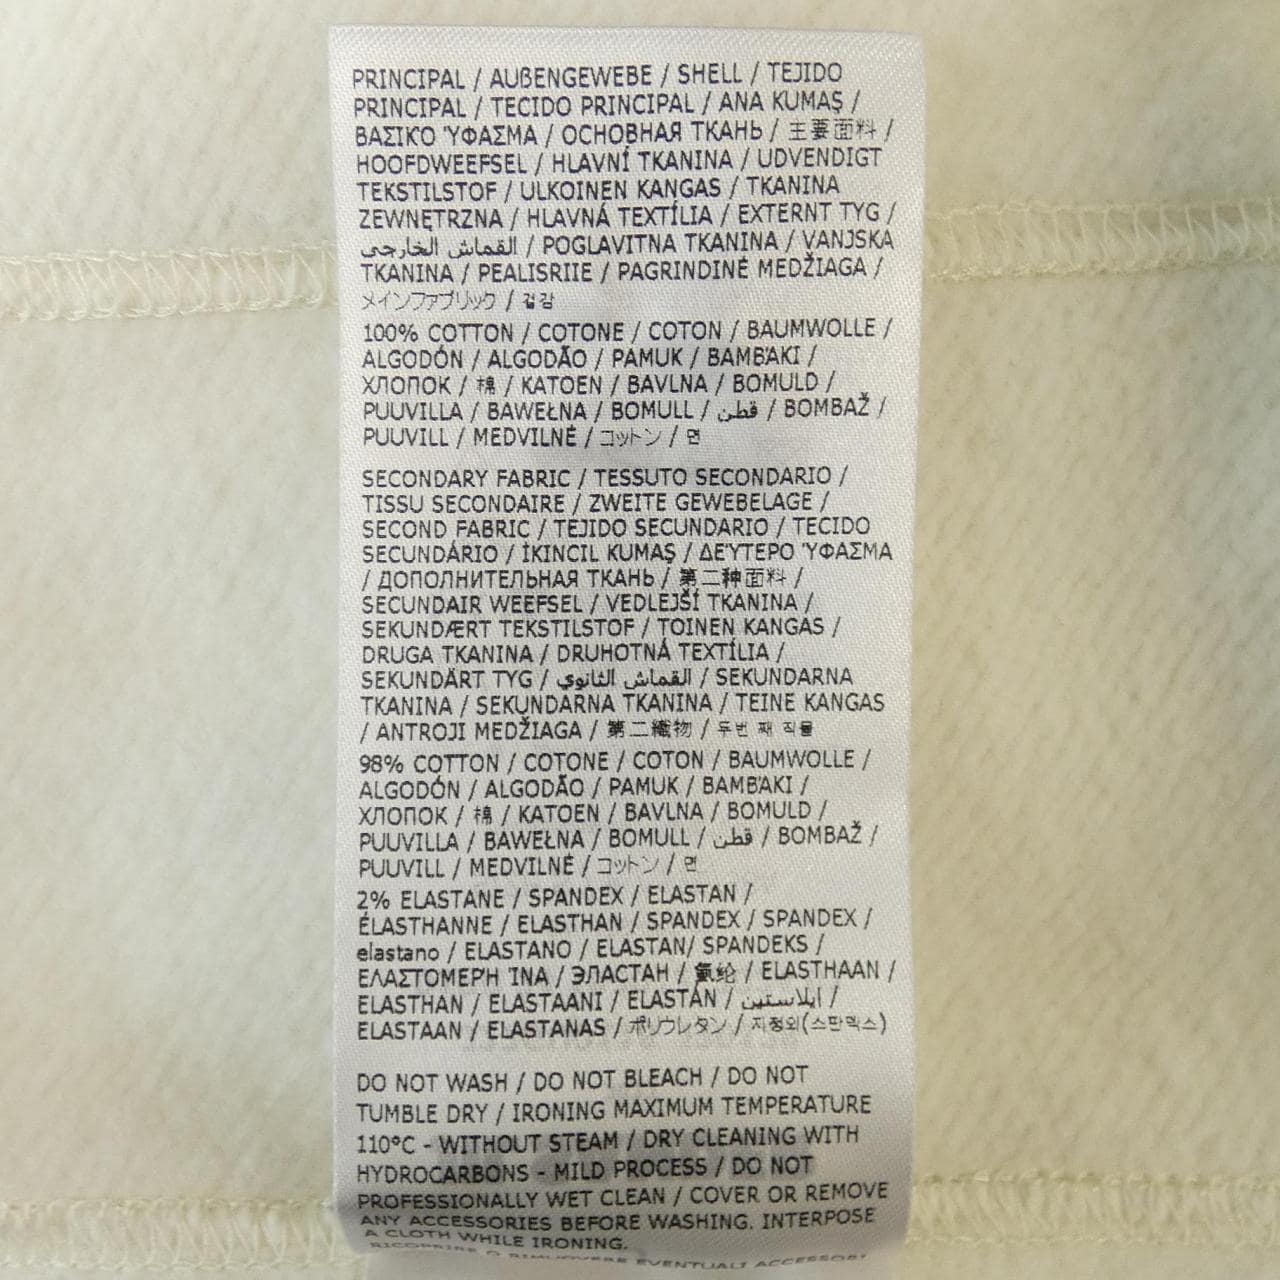 PRINCIPAL / AUßENGEWEBE / SHELL / TEJIDO
PRINCIPAL / TECIDO PRINCIPAL / ANA KUMAŞ /
ΒΑΣΙΚΌ ΎΦΑΣΜΑ / ОСНОВНАЯ ТКАНЬ / 主要面料 /
HOOFDWEEFSEL / HLAVNÍ TKANINA / UDVENDIGT
TEKSTILSTOF / ULKOINEN KANGAS / TKANINA
ZEWNĘTRZNA / HLAVNÁ TEXTÍLIA / EXTERNT TYG /
القماش الخارجي / POGLAVITNA TKANINA / VANJSKA
TKANINA / PEALISRIIE / PAGRINDINĖ MEDŽIAGA /
メインファブリック / 겉감
100% COTTON / COTONE / COTON / BAUMWOLLE /
ALGODÓN / ALGODÃO / PAMUK / ΒΑΜΒΆΚΙ /
ХЛОПОК / 棉 / KATOEN / BAVLNA / BOMULD /
PUUVILLA / BAWEŁNA / BOMULL / قطن / BOMBAŽ /
PUUVILL / MEDVILNĖ / コットン / 면
SECONDARY FABRIC / TESSUTO SECONDARIO /
TISSU SECONDAIRE / ZWEITE GEWEBELAGE /
SECOND FABRIC / TEJIDO SECUNDARIO / TECIDO
SECUNDÁRIO / İKINCIL KUMAŞ / ΔΕΎΤΕΡΟ ΎΦΑΣΜΑ
/ ДОПОЛНИТЕЛЬНАЯ ТКАНЬ / 第二种面料 /
SECUNDAIR WEEFSEL / VEDLEJŠÍ TKANINA /
SEKUNDÆRT TEKSTILSTOF / TOINEN KANGAS /
DRUGA TKANINA / DRUHOTNÁ TEXTÍLIA /
SEKUNDÄRT TYG / القماش الثانوي / SEKUNDARNA
TKANINA / SEKUNDARNA TKANINA / TEINE KANGAS
/ ANTROJI MEDŽIAGA / 第二織物 / 두번 째 직물
98% COTTON / COTONE / COTON / BAUMWOLLE /
ALGODÓN / ALGODÃO / PAMUK / ΒΑΜΒΆΚΙ /
ХЛОПОК / 棉 / KATOEN / BAVLNA / BOMULD /
PUUVILLA / BAWEŁNA / BOMULL / قطن / BOMBAŽ /
PUUVILL / MEDVILNĖ / コットン / 면
2% ELASTANE / SPANDEX / ELASTAN /
ÉLASTHANNE / ELASTHAN / SPANDEX / SPANDEX /
elastano / ELASTANO / ELASTAN/ SPANDEKS /
ΕΛΑΣΤΟΜΕΡΉ ΊΝΑ / ЭЛАСТАН / 氨纶 / ELASTHAAN /
ELASTHAN / ELASTAANI / ELASTÁN / ايلاستين /
ELASTAAN / ELASTANAS / ポリウレタン / 지정외(스판덱스)
DO NOT WASH / DO NOT BLEACH / DO NOT
TUMBLE DRY / IRONING MAXIMUM TEMPERATURE
110°C - WITHOUT STEAM / DRY CLEANING WITH
HYDROCARBONS - MILD PROCESS / DO NOT
PROFESSIONALLY WET CLEAN / COVER OR REMOVE
ANY ACCESSORIES BEFORE WASHING. INTERPOSE
A CLOTH WHILE IRONING.
RICOPRIRE O RIMUOVERE EVENTUALI ACCESSORI